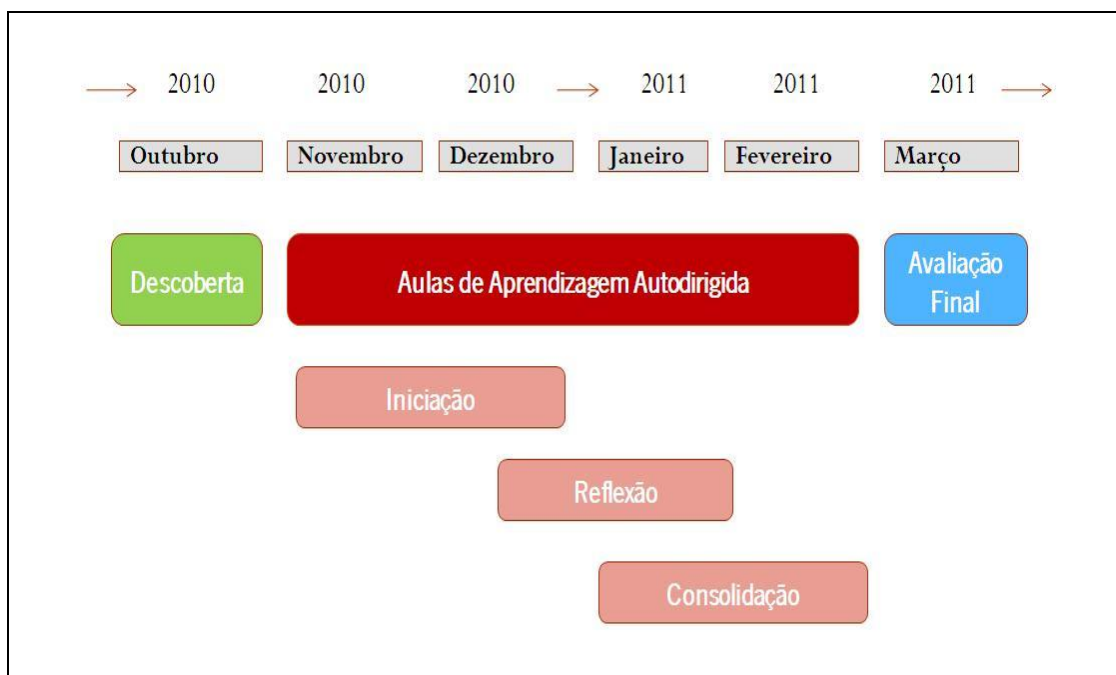 2010 2010 2010 2011 2011 2011
Outubro Novembro Dezembro Janeiro Fevereiro Março
Descoberta
Aulas de Aprendizagem Autodirigida
Avaliação
Final
Iniciação
Reflexão
Consolidação